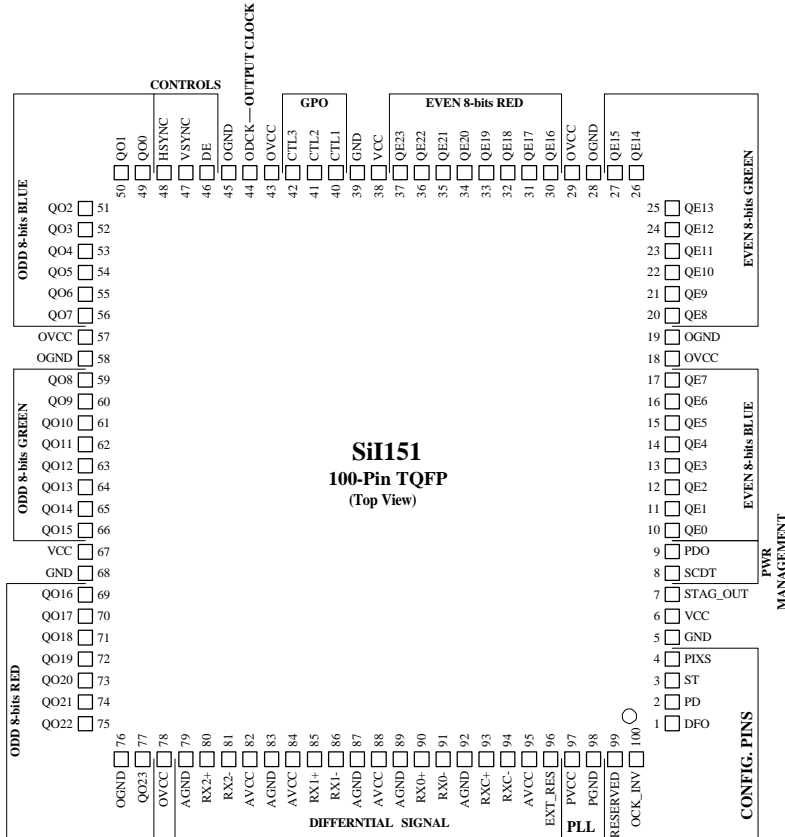 CONTROLS
ODCK — OUTPUT CLOCK
GPO
EVEN 8-bits RED
50 QO1
49 QO0
48 HSYNC
47 VSYNC
46 DE
45 OGND
44
43 OVCC
42 CTL3
41 CTL2
40 CTL1
39 GND
38 VCC
37 QE23
36 QE22
35 QE21
34 QE20
33 QE19
32 QE18
31 QE17
30 QE16
29 OVCC
28 OGND
27 QE15
26 QE14
ODD 8-bits BLUE
QO2 51
QO3 52
QO4 53
QO5 54
QO6 55
QO7 56
OVCC 57
OGND 58
ODD 8-bits GREEN
QO8 59
QO9 60
QO10 61
QO11 62
QO12 63
QO13 64
QO14 65
QO15 66
VCC 67
GND 68
ODD 8-bits RED
QO16 69
QO17 70
QO18 71
QO19 72
QO20 73
QO21 74
QO22 75
SiI151
100-Pin TQFP
(Top View)
EVEN 8-bits GREEN
25 QE13
24 QE12
23 QE11
22 QE10
21 QE9
20 QE8
19 OGND
18 OVCC
EVEN 8-bits BLUE
17 QE7
16 QE6
15 QE5
14 QE4
13 QE3
12 QE2
11 QE1
10 QE0
PWR
MANAGEMENT
9 PDO
8 SCDT
7 STAG_OUT
6 VCC
5 GND
CONFIG. PINS
4 PIXS
3 ST
2 PD
1 DFO
OGND 76
QO23 77
OVCC 78
AGND 79
RX2+ 80
RX2- 81
AVCC 82
AGND 83
AVCC 84
RX1+ 85
RX1- 86
AGND 87
AVCC 88
AGND 89
RX0+ 90
RX0- 91
AGND 92
RXC+ 93
RXC- 94
AVCC 95
EXT_RES 96
PVCC 97
PGND 98
RESERVED 99
OCK_INV 100
DIFFERNTIAL SIGNAL
PLL